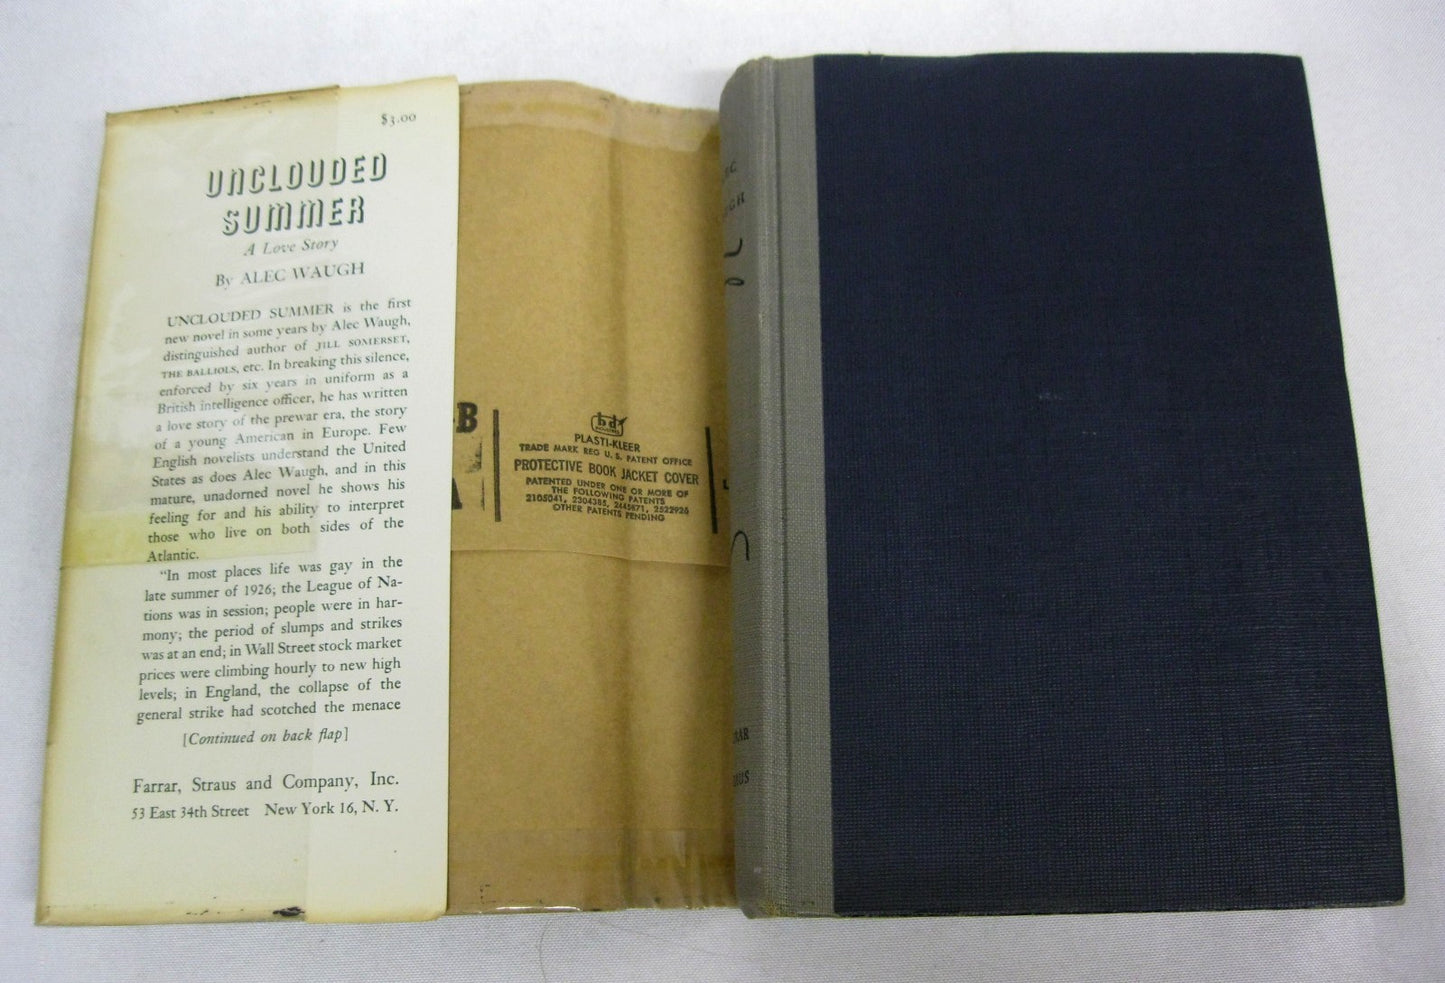 $3.00
UNCLOUDED
SUMMER
A Love Story
By ALEC WAUGH
UNCLOUDED SUMMER is the first
new novel in some years by Alec Waugh,
distinguished author of JILL SOMERSET,
THE BALLIOLS, etc. In breaking this silence,
enforced by six years in uniform as a
British intelligence officer, he has written
a love story of the prewar era, the story
of a young American in Europe. Few
English novelists understand the United
States as does Alec Waugh, and in this
mature, unadorned novel he shows his
feeling for and his ability to interpret
those who live on both sides of the
Atlantic.
“In most places life was gay in the
late summer of 1926; the League of Na-
tions was in session; people were in har-
mony; the period of slumps and strikes
was at an end; in Wall Street stock market
prices were climbing hourly to new high
levels; in England, the collapse of the
general strike had scotched the menace
[Continued on back flap]
Farrar, Straus and Company, Inc.
53 East 34th Street New York 16, N. Y.
bd
INDUSTRIES
PLASTI-KLEER
TRADE MARK REG U. S. PATENT OFFICE
PROTECTIVE BOOK JACKET COVER
PATENTED UNDER ONE OR MORE OF
THE FOLLOWING PATENTS
2105041, 2304385, 2445871, 2522926
OTHER PATENTS PENDING